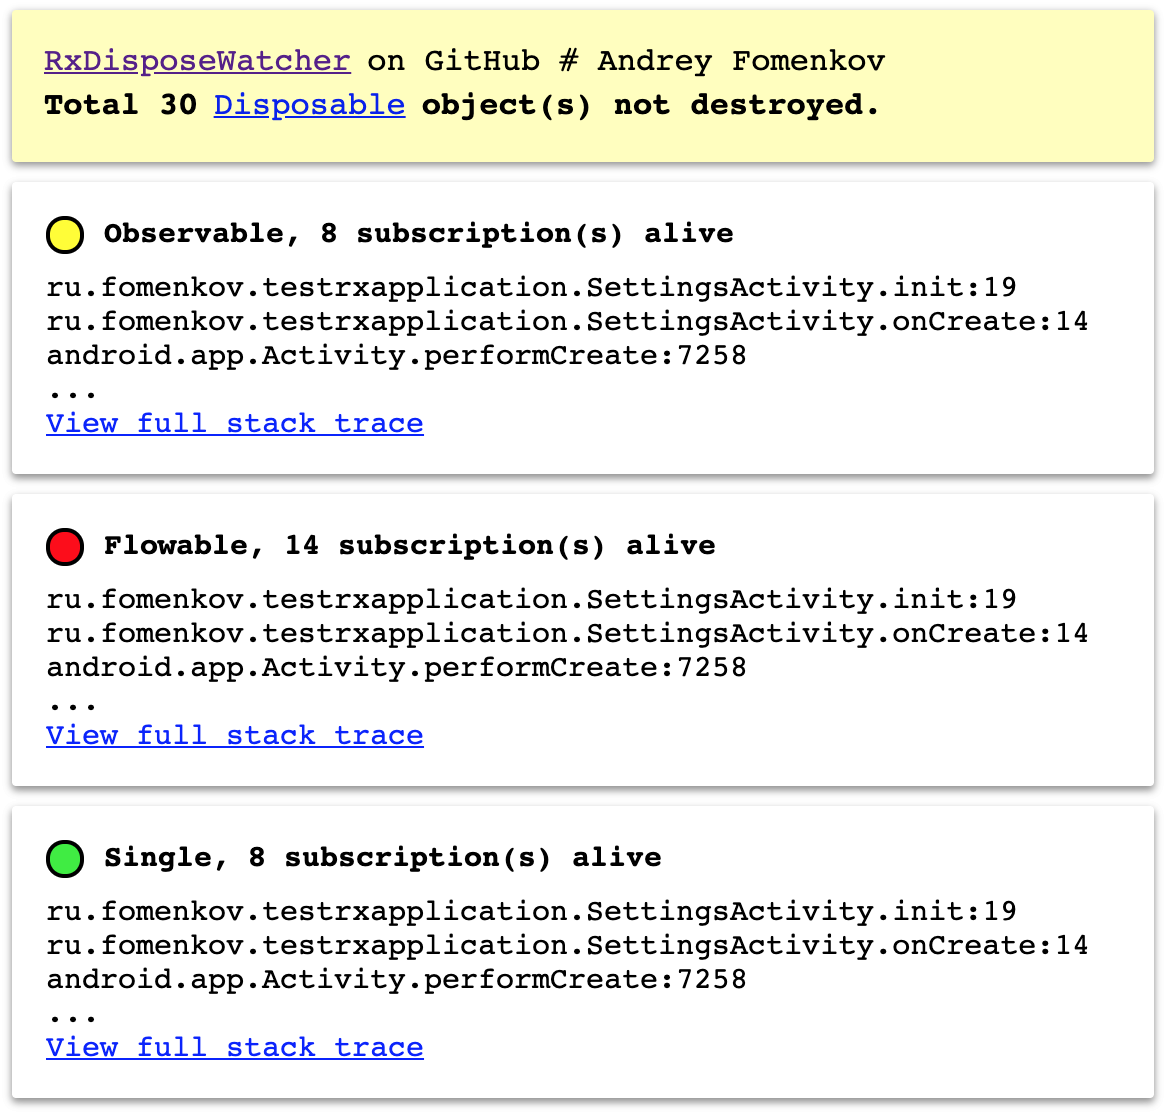 RxDisposeWatcher on GitHub # Andrey Fomenkov
Total 30 Disposable object(s) not destroyed.
Observable, 8 subscription(s) alive
ru.fomenkov.testrxapplication.SettingsActivity.init:19
ru.fomenkov.testrxapplication.SettingsActivity.onCreate:14
android.app.Activity.performCreate:7258
...
View full stack trace
Flowable, 14 subscription(s) alive
ru.fomenkov.testrxapplication.SettingsActivity.init:19
ru.fomenkov.testrxapplication.SettingsActivity.onCreate:14
android.app.Activity.performCreate:7258
...
View full stack trace
Single, 8 subscription(s) alive
ru.fomenkov.testrxapplication.SettingsActivity.init:19
ru.fomenkov.testrxapplication.SettingsActivity.onCreate:14
android.app.Activity.performCreate:7258
...
View full stack trace